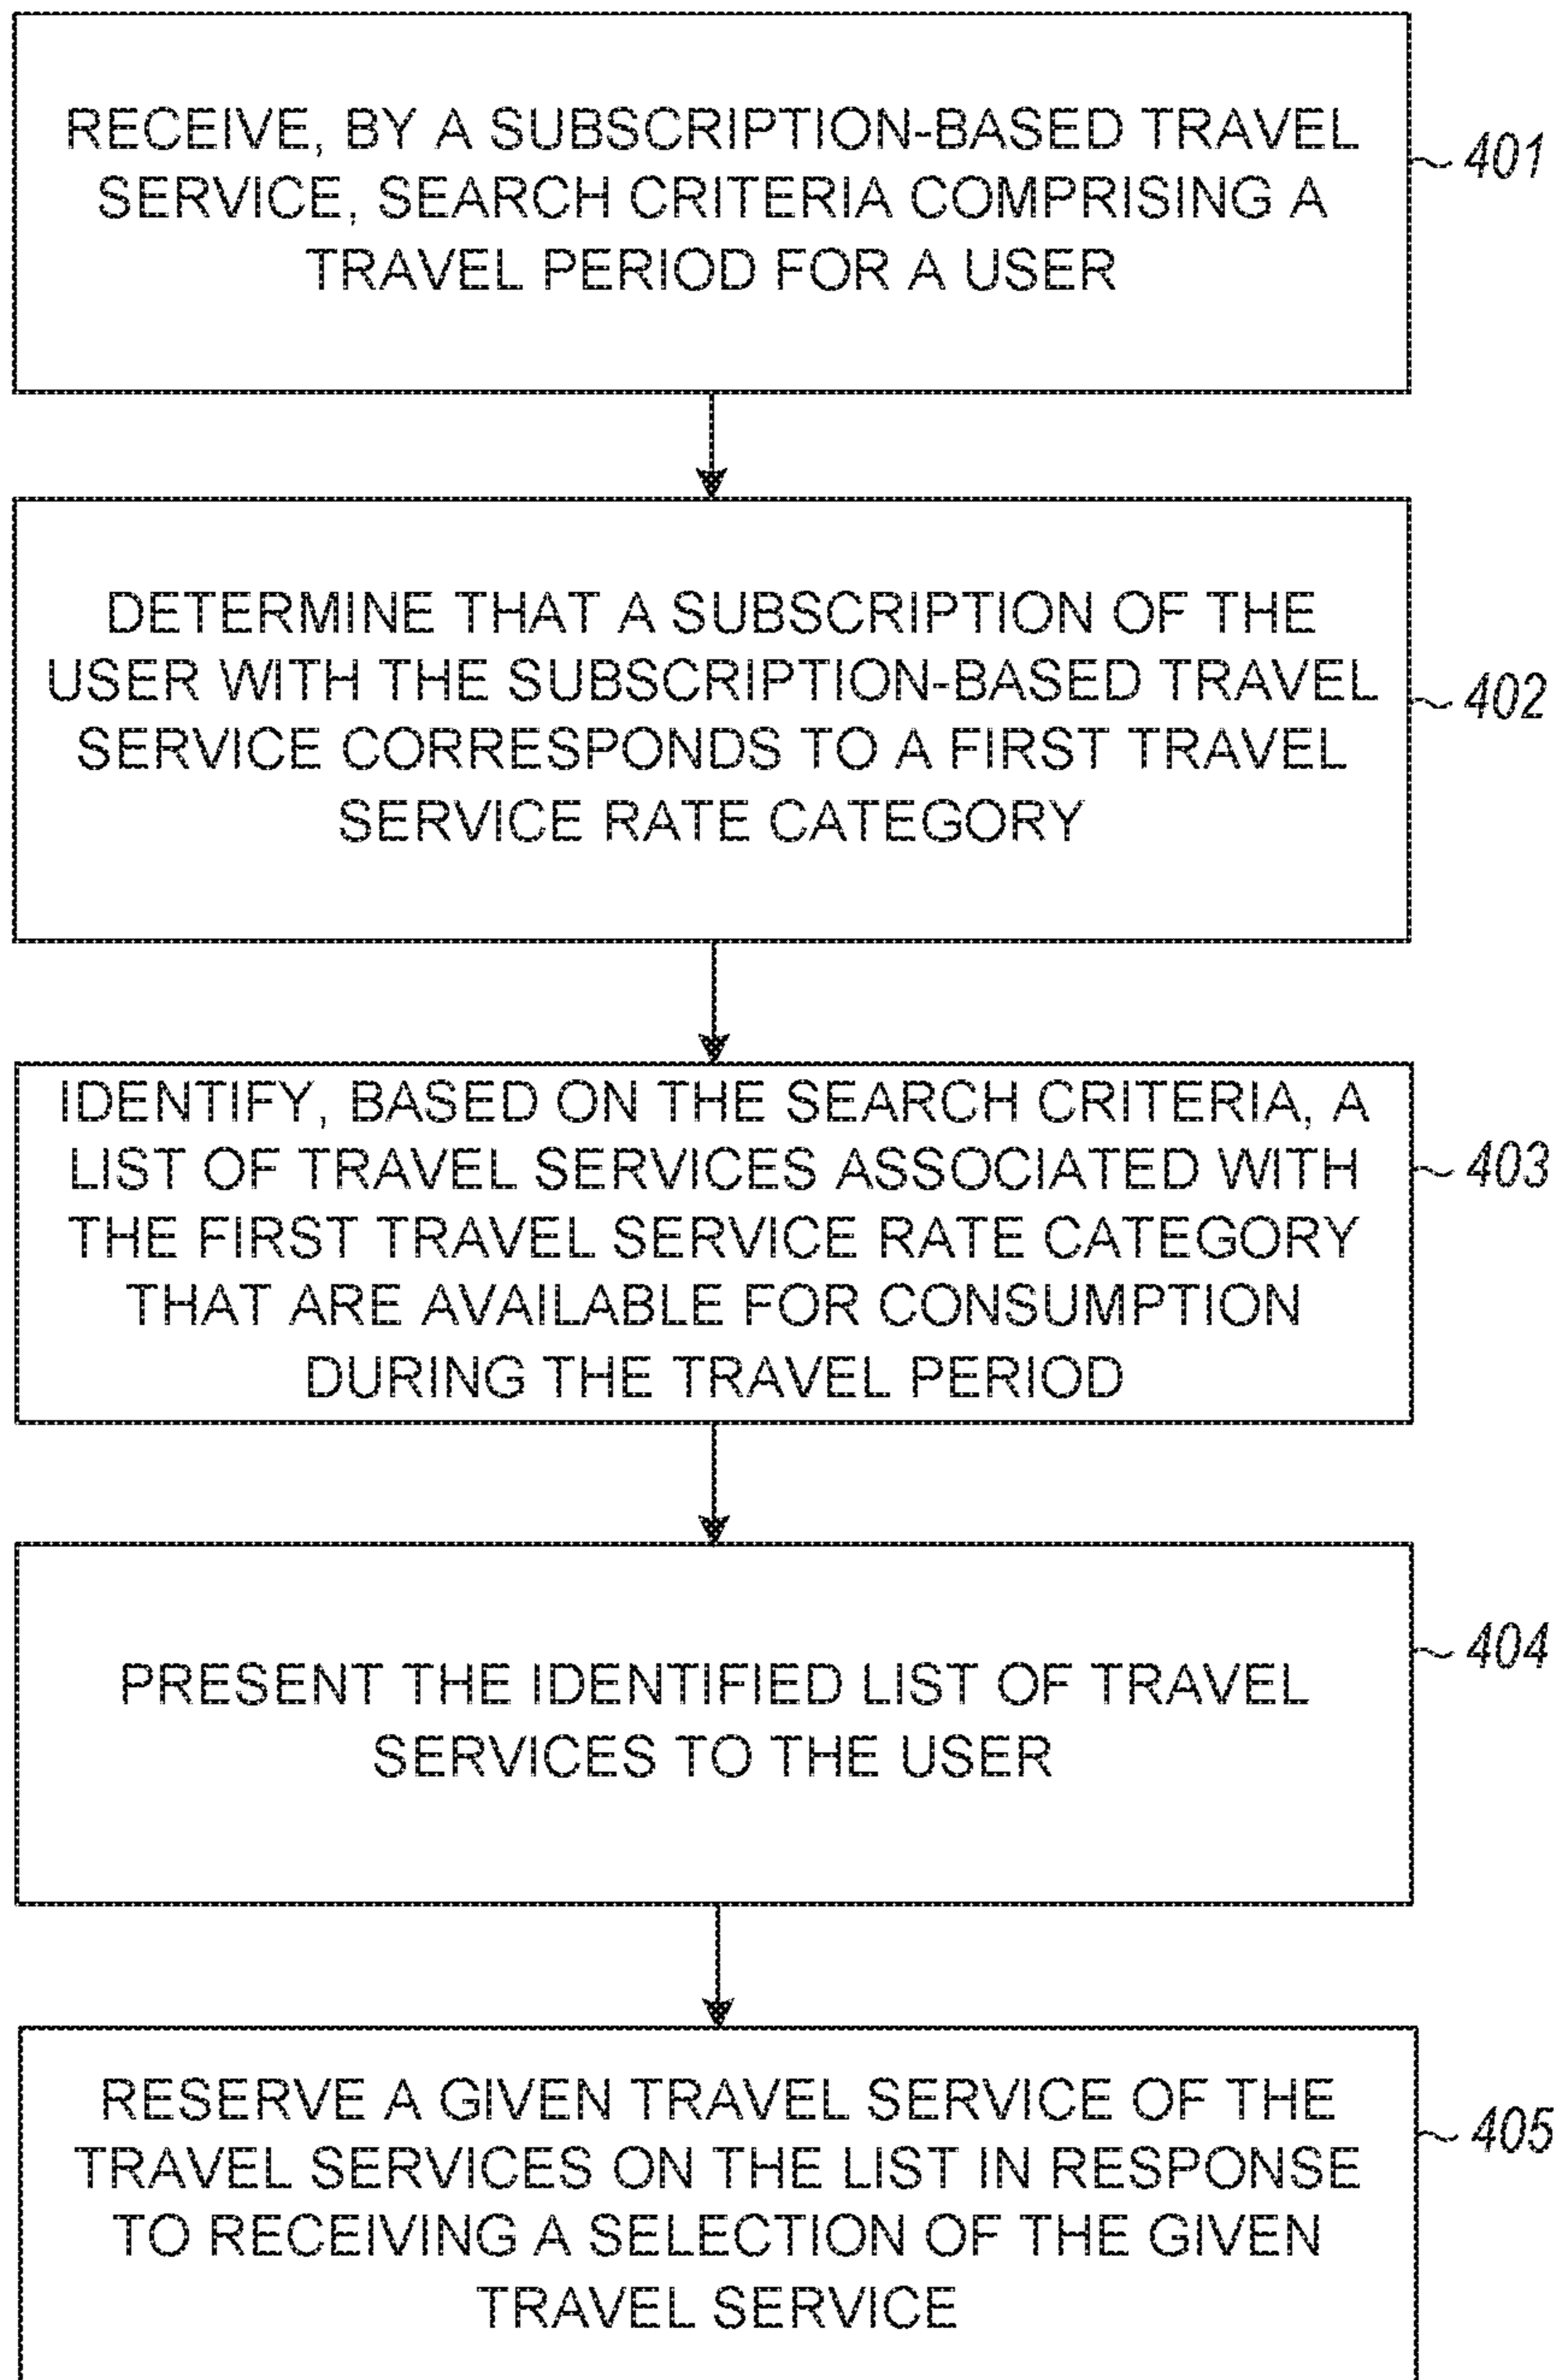 RECEIVE, BY A SUBSCRIPTION-BASED TRAVEL
SERVICE, SEARCH CRITERIA COMPRISING A
TRAVEL PERIOD FOR A USER
401
DETERMINE THAT A SUBSCRIPTION OF THE
USER WITH THE SUBSCRIPTION-BASED TRAVEL
SERVICE CORRESPONDS TO A FIRST TRAVEL
SERVICE RATE CATEGORY
402
IDENTIFY, BASED ON THE SEARCH CRITERIA, A
LIST OF TRAVEL SERVICES ASSOCIATED WITH
THE FIRST TRAVEL SERVICE RATE CATEGORY
THAT ARE AVAILABLE FOR CONSUMPTION
DURING THE TRAVEL PERIOD
403
PRESENT THE IDENTIFIED LIST OF TRAVEL
SERVICES TO THE USER
404
RESERVE A GIVEN TRAVEL SERVICE OF THE
TRAVEL SERVICES ON THE LIST IN RESPONSE
TO RECEIVING A SELECTION OF THE GIVEN
TRAVEL SERVICE
405